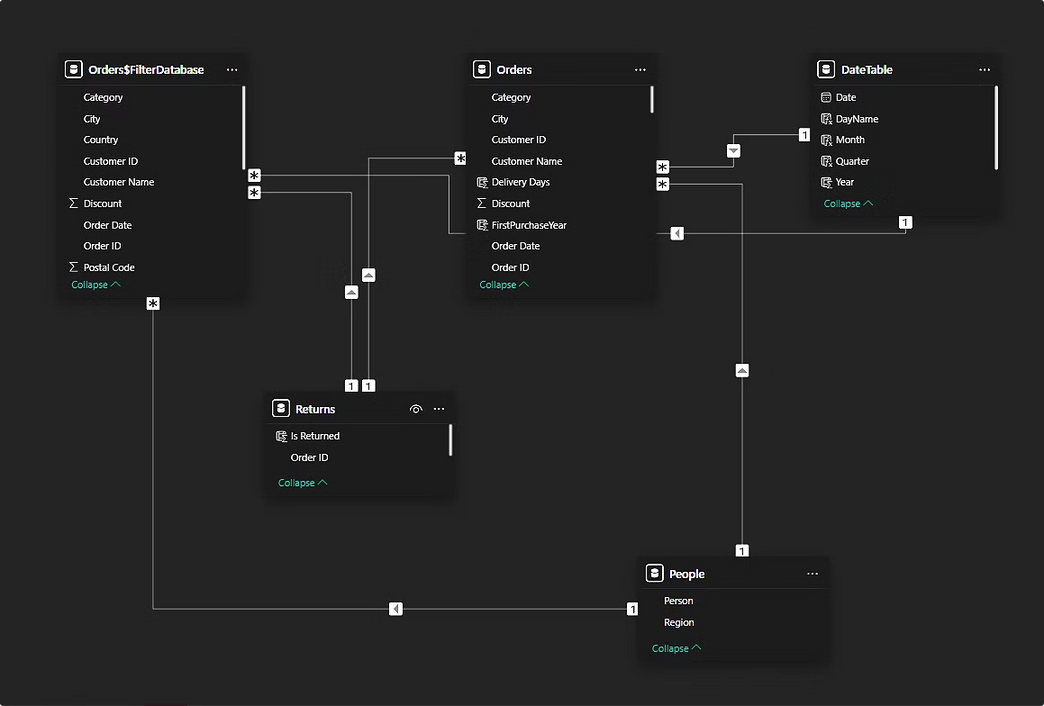 Orders$FilterDatabase
Category
City
Country
Customer ID
Customer Name
Discount
Order Date
Order ID
Postal Code
Collapse
*
*
*
Orders
Category
City
Customer ID
Customer Name
Delivery Days
Discount
FirstPurchaseYear
Order Date
Order ID
Collapse
*
*
*
DateTable
Date
DayName
Month
Quarter
Year
Collapse
1
1
1
1
Returns
Is Returned
Order ID
Collapse
1
1
People
Person
Region
Collapse